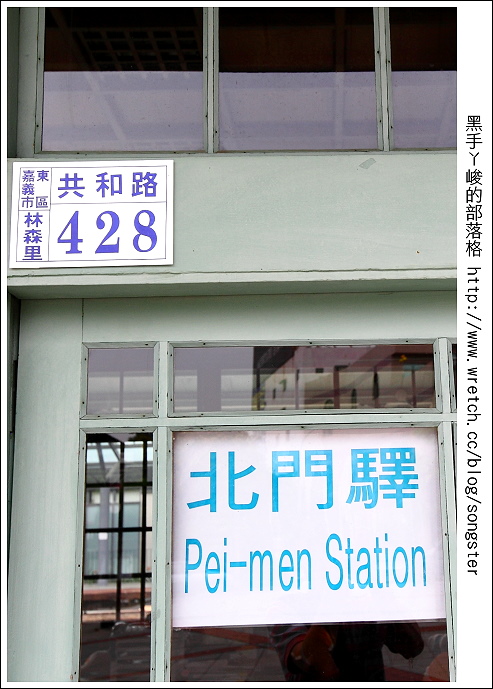 嘉義市
東區
林森里
共和路
428
北門驛
Pei-men Station
黑手ㄚ峻的部落格 http://www.wretch.cc/blog/songster